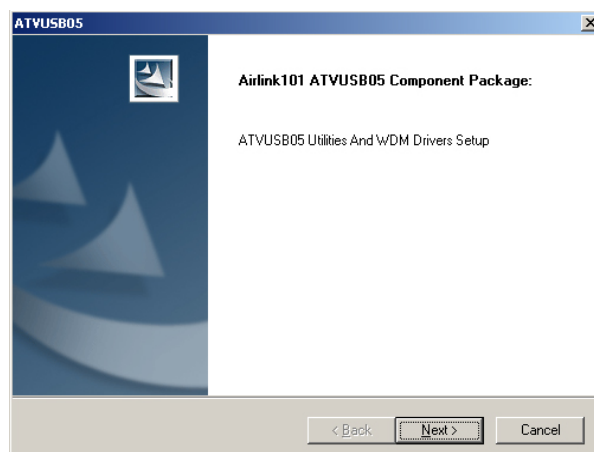 ATVUSB05
Airlink101 ATVUSB05 Component Package:
ATVUSB05 Utilities And WDM Drivers Setup
< Back
Next >
Cancel